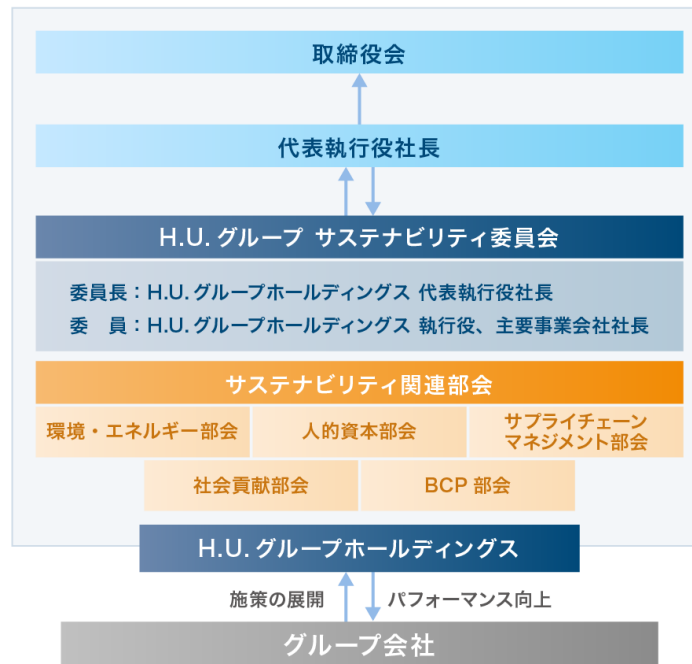 取締役会
代表執行役社長
H.U. グループ サステナビリティ委員会
委員長：H.U. グループホールディングス 代表執行役社長
委　員：H.U. グループホールディングス 執行役、主要事業会社社長
サステナビリティ関連部会
環境・エネルギー部会
人的資本部会
サプライチェーン
マネジメント部会
社会貢献部会
BCP 部会
H.U. グループホールディングス
施策の展開
パフォーマンス向上
グループ会社